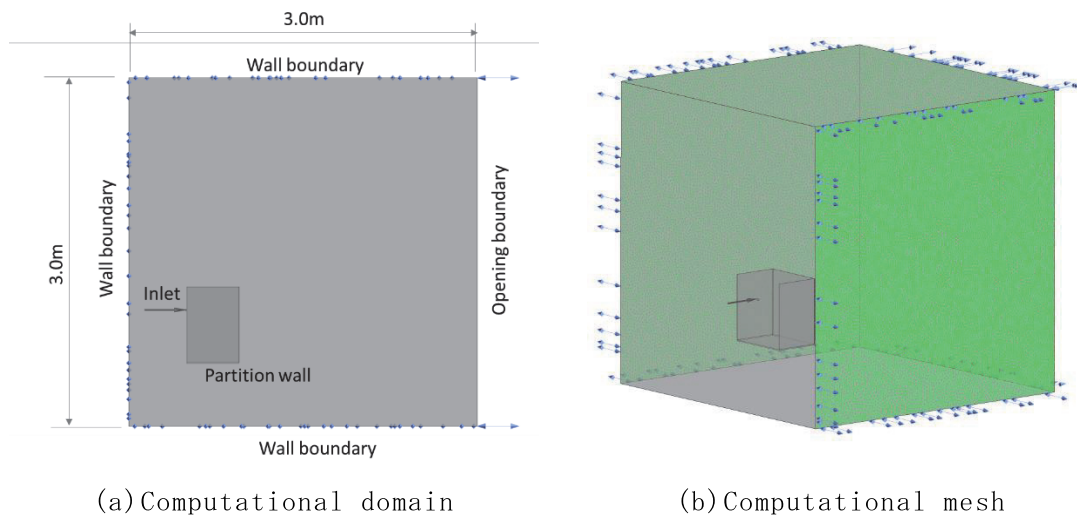 3.0m
Wall boundary
3.0m
Wall boundary
Opening boundary
Inlet
Partition wall
Wall boundary
(a)Computational domain
(b)Computational mesh